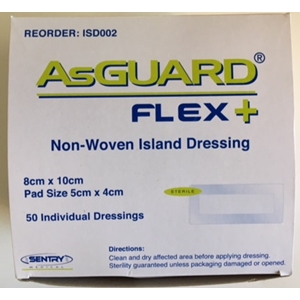 REORDER: ISD002
ASGUARD®
FLEX+
Non-Woven Island Dressing
8cm x 10cm
Pad Size 5cm x 4cm
STERILE
50 Individual Dressings
SENTRY
MEDICAL
Directions:
Clean and dry affected area before applying dressing.
Sterility guaranteed unless packaging damaged or opened.